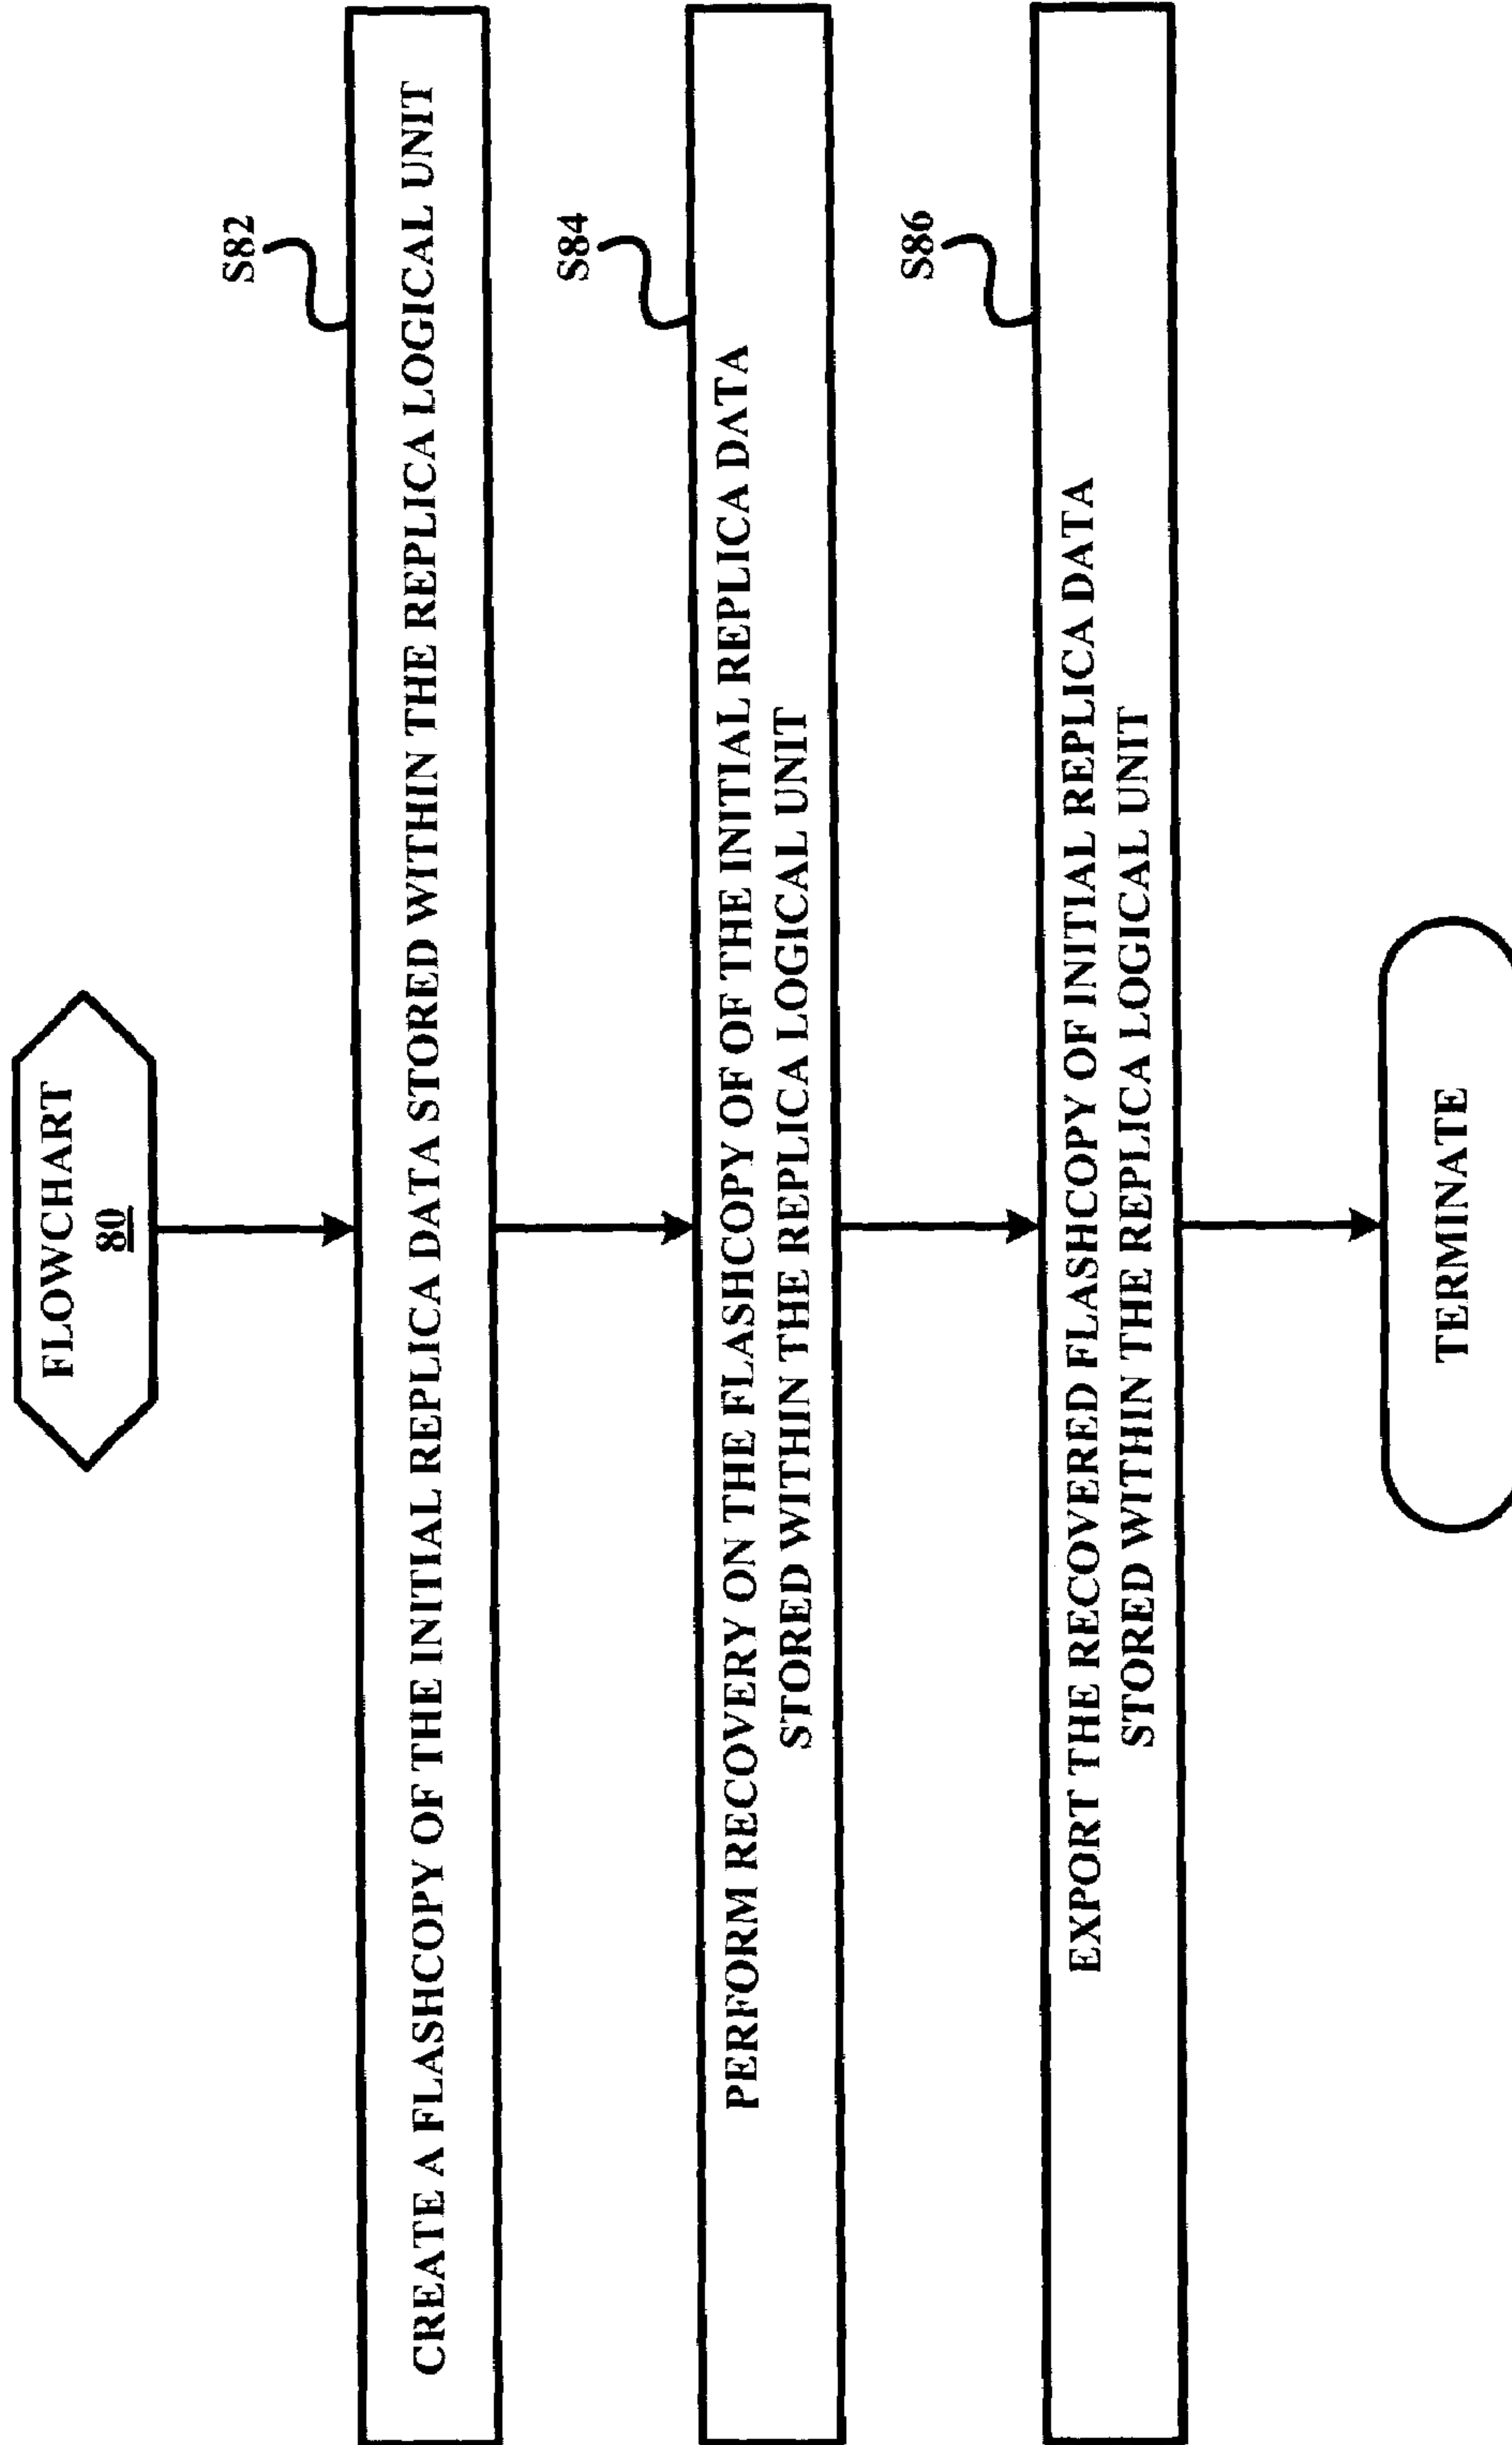 FLOWCHART
80
S82
CREATE A FLASHCOPY OF THE INITIAL REPLICA DATA STORED WITHIN THE REPLICA LOGICAL UNIT
S84
PERFORM RECOVERY ON THE FLASHCOPY OF OF THE INITIAL REPLICA DATA
STORED WITHIN THE REPLICA LOGICAL UNIT
S86
EXPORT THE RECOVERED FLASHCOPY OF INITIAL REPLICA DATA
STORED WITHIN THE REPLICA LOGICAL UNIT
TERMINATE